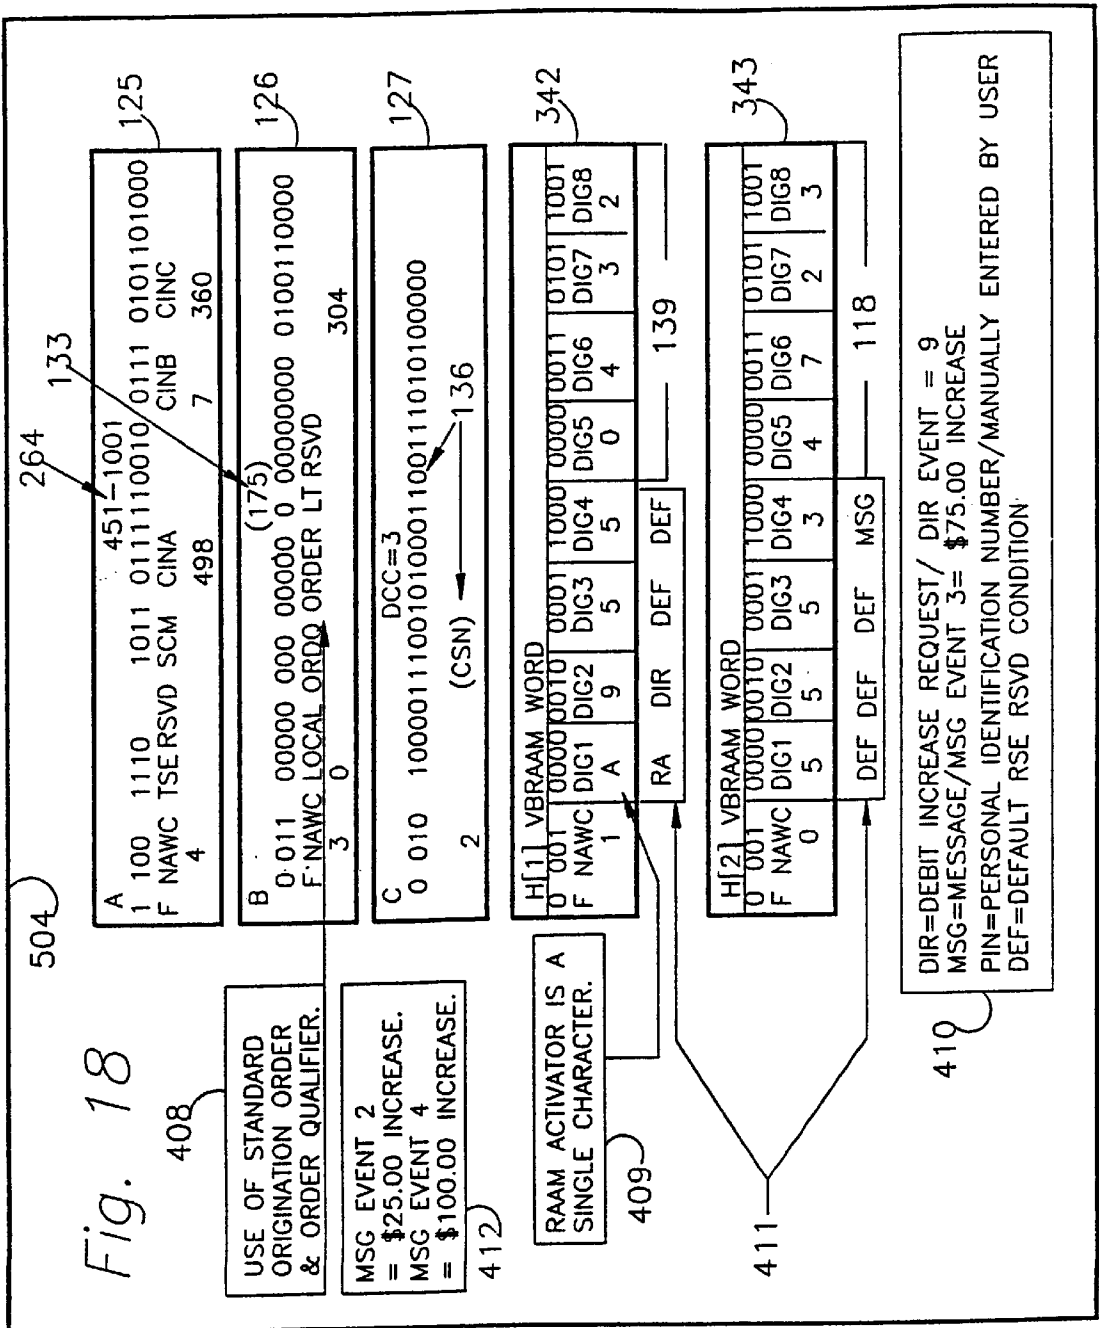 Fig. 18
504
408
USE OF STANDARD
ORIGINATION ORDER
& ORDER QUALIFIER.
MSG EVENT 2
= $25.00 INCREASE.
MSG EVENT 4
= $100.00 INCREASE.
412
RAAM ACTIVATOR IS A
SINGLE CHARACTER.
409
411
264
133
A
451-1001
1 100 1110 1011 0111110010 0111 0101101000
F NAWC TSE RSVD SCM CINA CINB CINC
4 498 7 360
125
B
(175)
0 011 00000 000 00000 0 00000000 0100110000
F NAWC LOCAL ORDQ ORDER LT RSVD
3 0 304
126
C
DCC=3
0 010 10000111001010100011001110101000000
(CSN)
136
2
127
H[1] VBRAAM WORD
0 001 0000 0010 0001 1000 0000 0011 0101 1001
F NAWC DIG1 DIG2 DIG3 DIG4 DIG5 DIG6 DIG7 DIG8
1 A 9 5 5 0 4 3 2
342
RA DIR DEF DEF
139
H[2] VBRAAM WORD
0 001 0000 0010 0001 1000 0000 0011 0101 1001
F NAWC DIG1 DIG2 DIG3 DIG4 DIG5 DIG6 DIG7 DIG8
0 5 5 5 3 4 7 2 3
343
DEF DEF DEF MSG
118
DIR=DEBIT INCREASE REQUEST/ DIR EVENT = 9
MSG=MESSAGE/MSG EVENT 3= $75.00 INCREASE
PIN=PERSONAL IDENTIFICATION NUMBER/MANUALLY ENTERED BY USER
DEF=DEFAULT RSE RSVD CONDITION
410